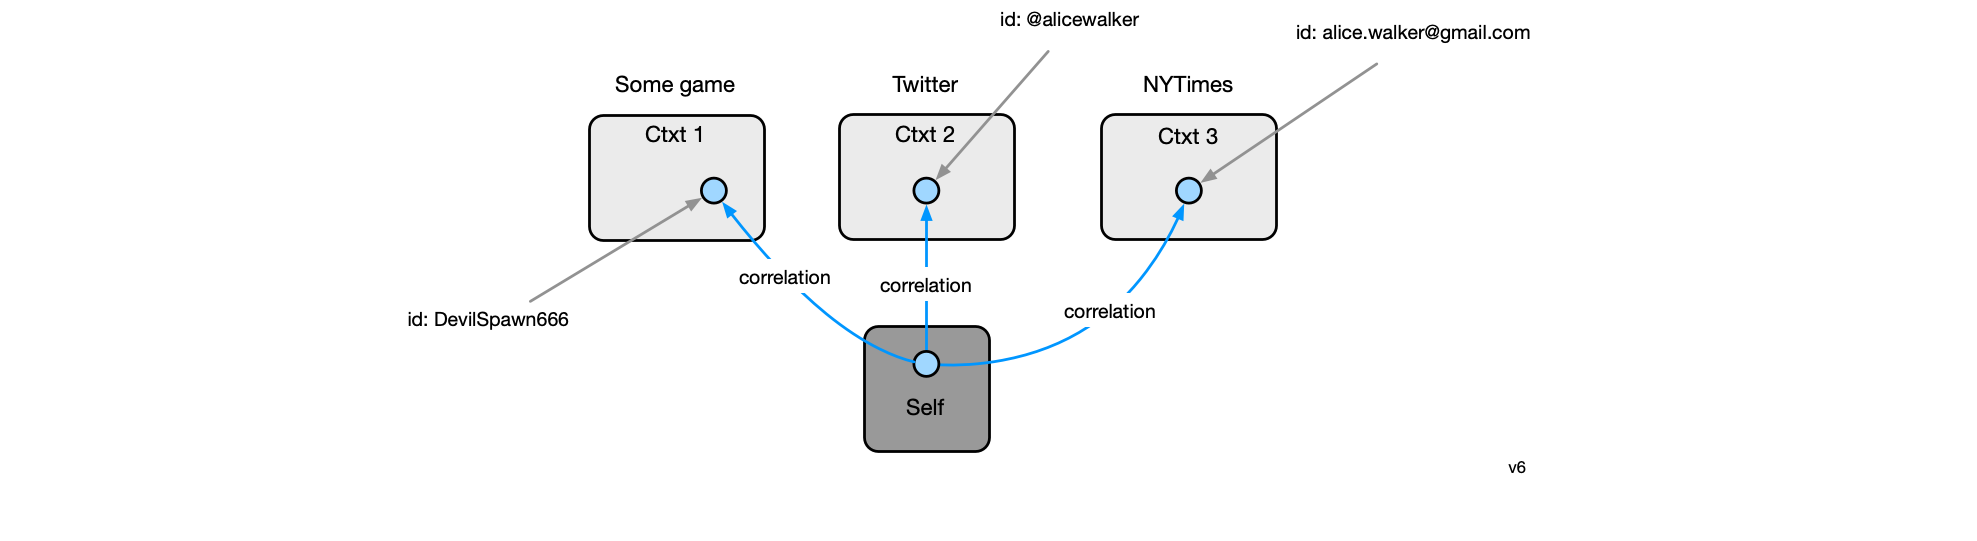 id: @alicewalker
id: alice.walker@gmail.com
Some game
Twitter
NYTimes
Ctxt 1
Ctxt 2
Ctxt 3
correlation
correlation
correlation
id: DevilSpawn666
Self
v6